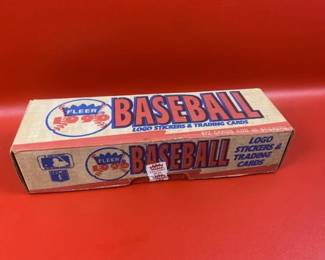 FLEER
1990
BASEBALL
LOGO STICKERS & TRADING CARDS
FLEER
1990
BASEBALL
LOGO
STICKERS &
TRADING
CARDS